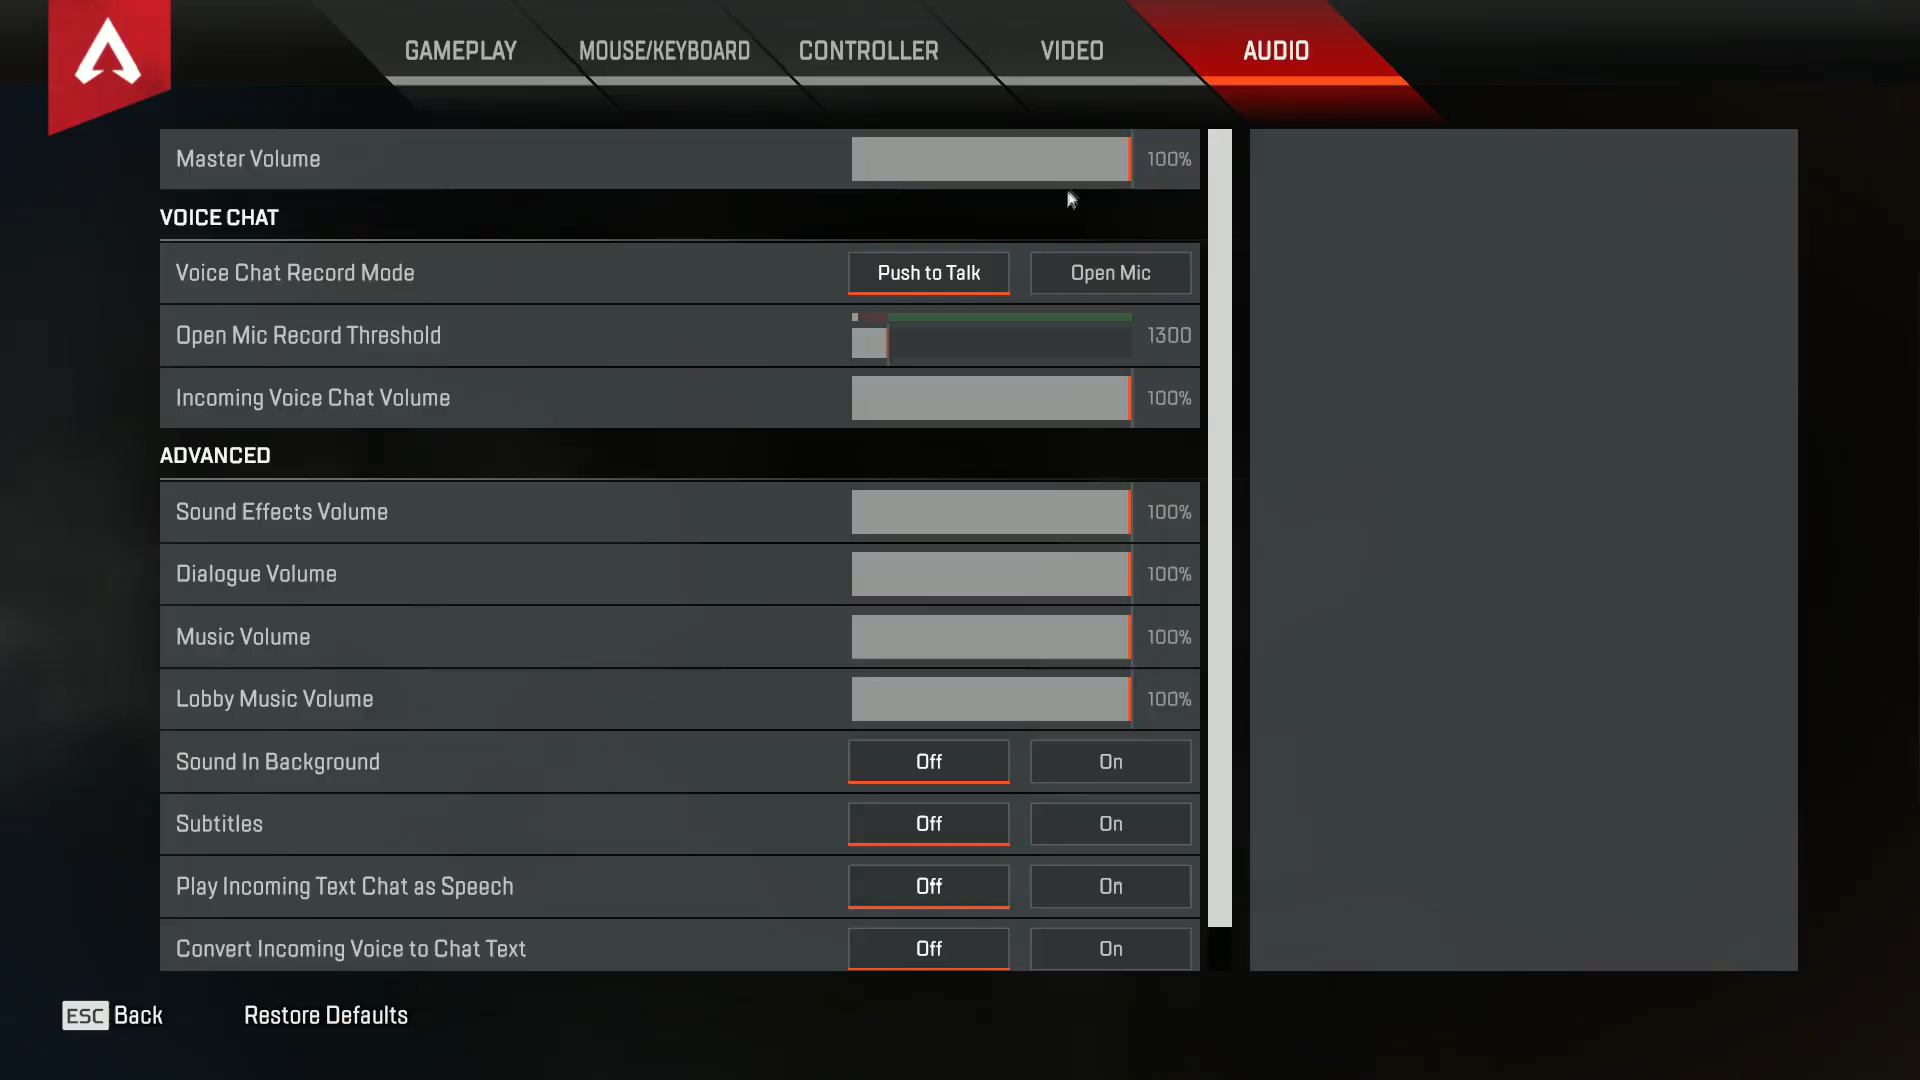 GAMEPLAY MOUSE/KEYBOARD CONTROLLER VIDEO AUDIO
Master Volume 100%
VOICE CHAT
Voice Chat Record Mode Push to Talk Open Mic
Open Mic Record Threshold 1300
Incoming Voice Chat Volume 100%
ADVANCED
Sound Effects Volume 100%
Dialogue Volume 100%
Music Volume 100%
Lobby Music Volume 100%
Sound In Background Off On
Subtitles Off On
Play Incoming Text Chat as Speech Off On
Convert Incoming Voice to Chat Text Off On
ESC Back Restore Defaults